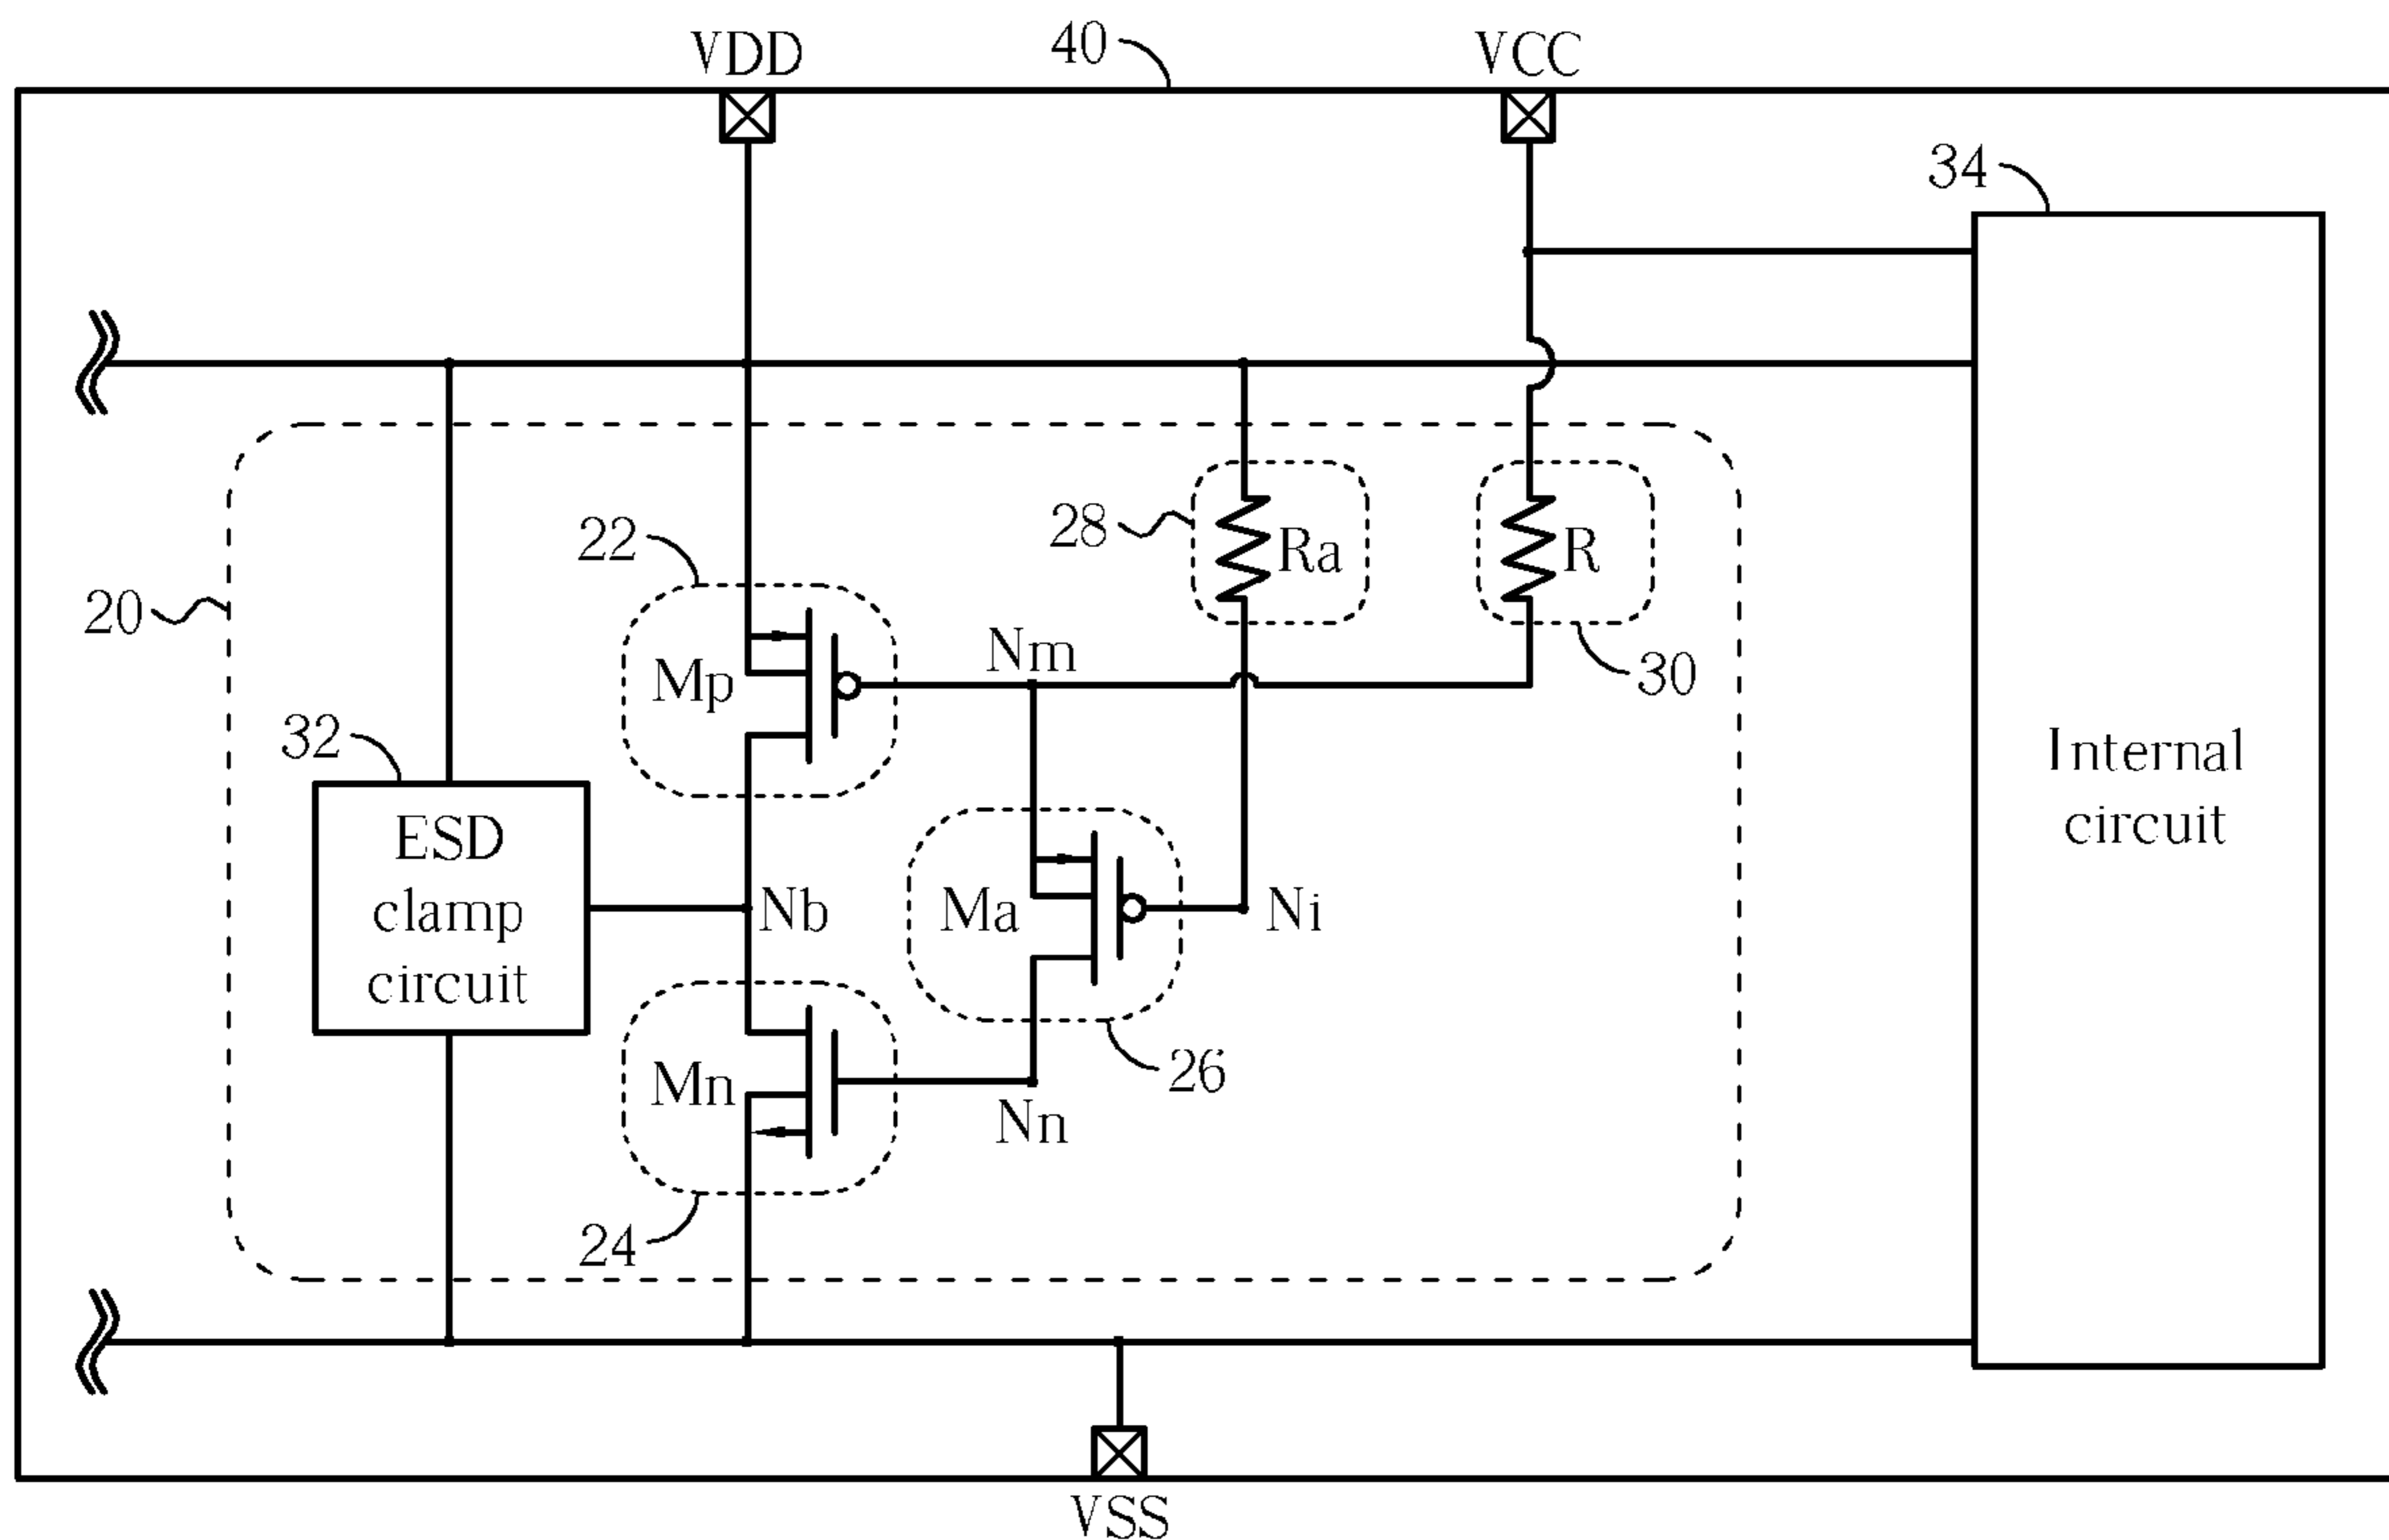 VDD
40
VCC
34
28
Ra
R
22
20
Nm
Mp
30
32
Internal
circuit
ESD
clamp
circuit
Nb
Ma
Ni
Mn
26
Nn
24
VSS